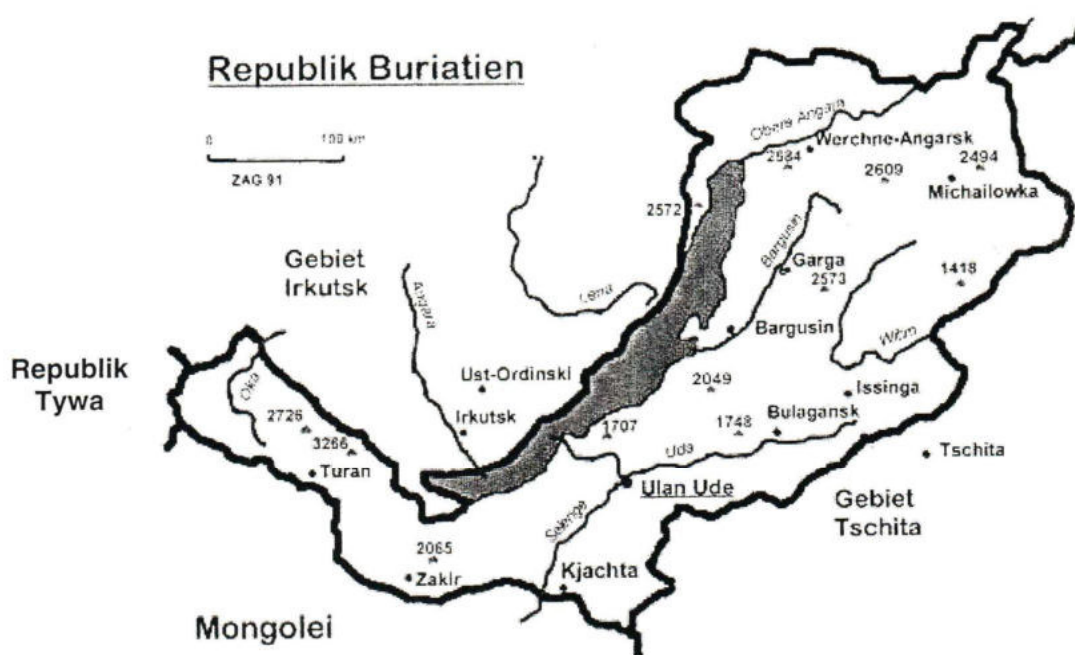 Republik Buriatien
0 100 km
ZAG 91
Obere Angara
Werchne-Angarsk
2584
2609
2494
Michailowka
2572
Bargusin
Gebiet
Irkutsk
Garga
2573
1418
Lena
Angara
Bargusin
Witim
Republik
Tywa
Oka
Ust-Ordinski
2049
Issinga
2726
Irkutsk
1707
1748
Bulagansk
3266
Turan
Uda
Tschita
Ulan Ude
Gebiet
Tschita
Selenge
2065
Zakir
Kjachta
Mongolei